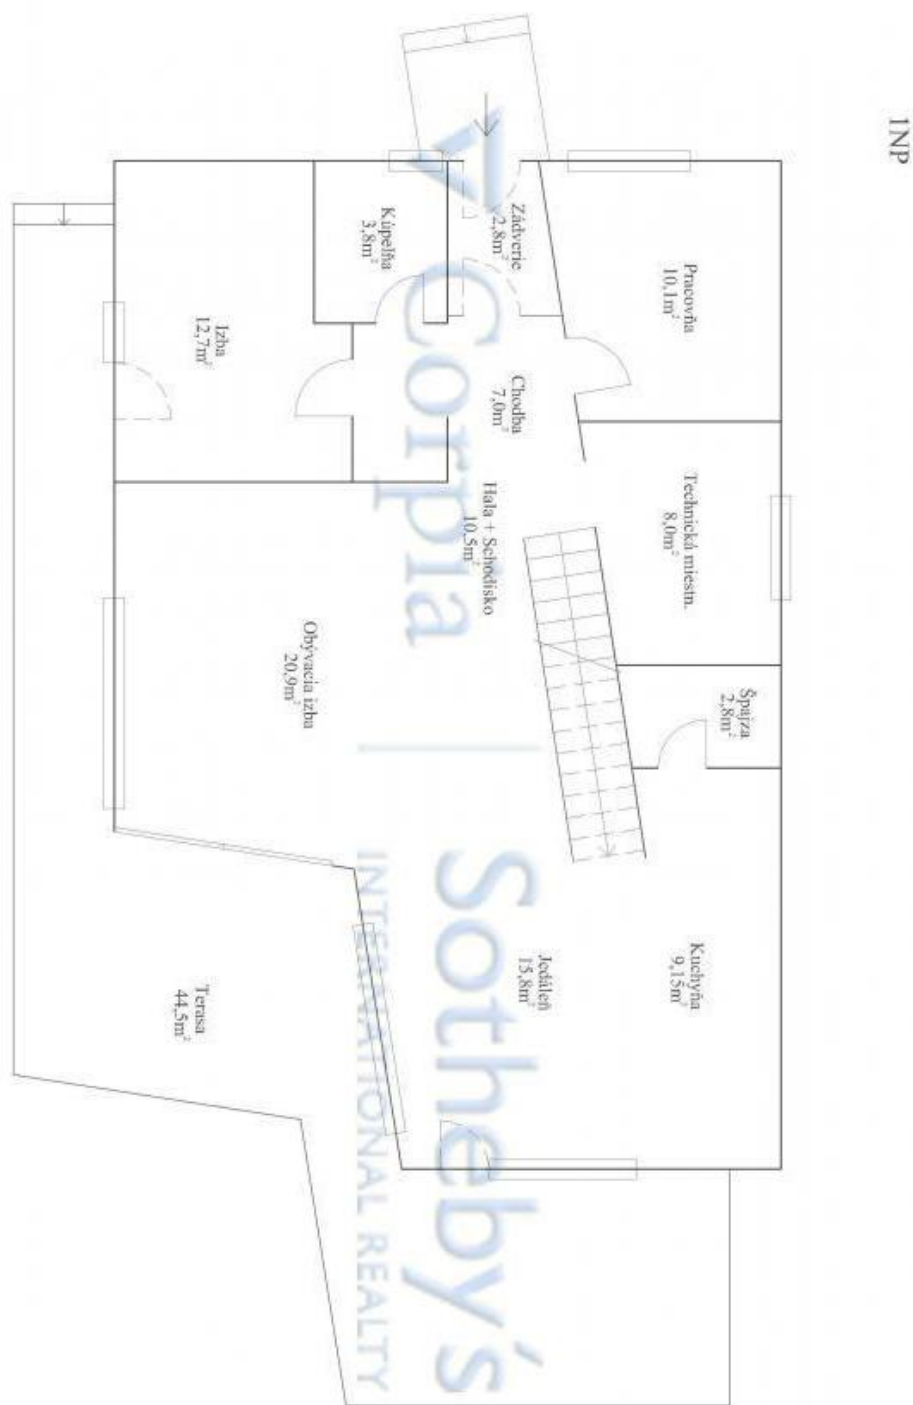 1NP
Pracovňa
10,1m²
Technická miestn.
8,0m²
Špajza
2,8m²
Kuchyňa
9,15m²
Zádverie
2,8m²
Chodba
7,0m²
Hala + Schodisko
10,5m²
Jedáleň
15,8m²
Kúpeľňa
3,8m²
Obývacia izba
20,9m²
Izba
12,7m²
Terasa
44,5m²
Corpia
Sotheby's
INTERNATIONAL REALTY